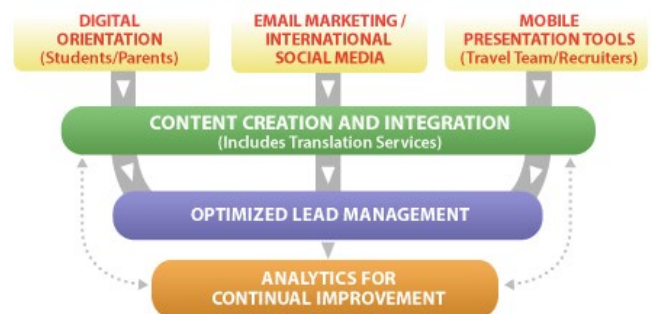 DIGITAL
ORIENTATION
(Students/Parents)
EMAIL MARKETING /
INTERNATIONAL
SOCIAL MEDIA
MOBILE
PRESENTATION TOOLS
(Travel Team/Recruiters)
CONTENT CREATION AND INTEGRATION
(Includes Translation Services)
OPTIMIZED LEAD MANAGEMENT
ANALYTICS FOR
CONTINUAL IMPROVEMENT